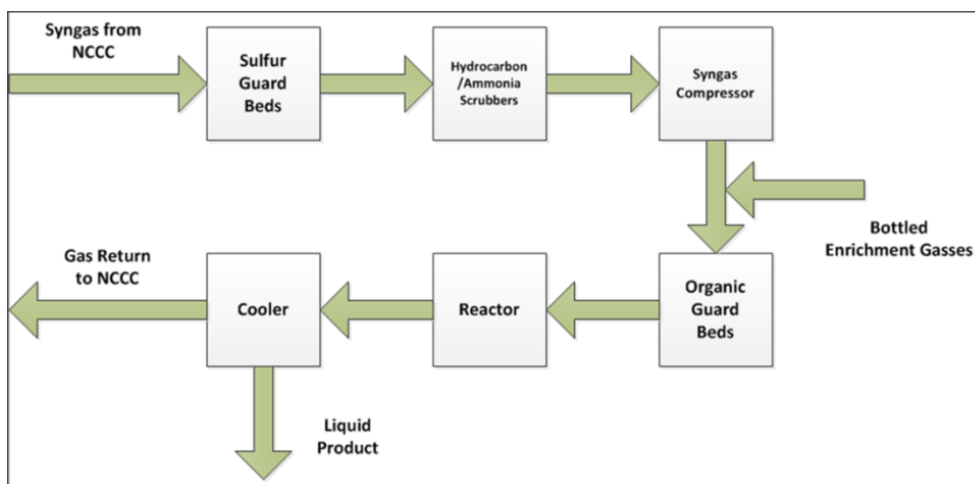 Syngas from
NCCC
Sulfur
Guard
Beds
Hydrocarbon
/Ammonia
Scrubbers
Syngas
Compressor
Bottled
Enrichment Gasses
Gas Return
to NCCC
Cooler
Reactor
Organic
Guard
Beds
Liquid
Product